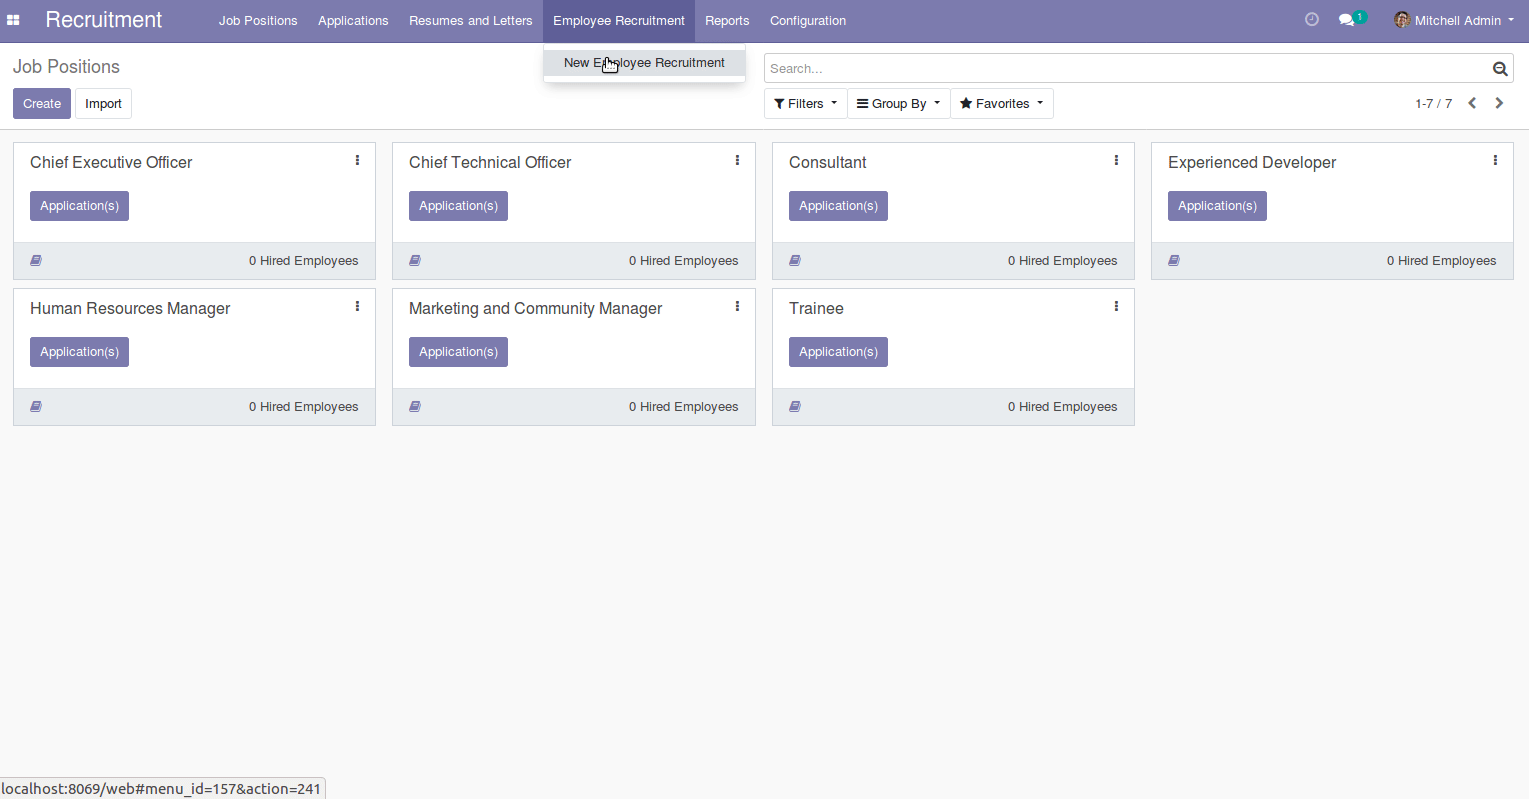 Recruitment Job Positions Applications Resumes and Letters Employee Recruitment Reports Configuration 1 Mitchell Admin
New Employee Recruitment
Job Positions
Search...
Create Import Filters Group By Favorites 1-7 / 7
Chief Executive Officer Chief Technical Officer Consultant Experienced Developer
Application(s) Application(s) Application(s) Application(s)
0 Hired Employees 0 Hired Employees 0 Hired Employees 0 Hired Employees
Human Resources Manager Marketing and Community Manager Trainee
Application(s) Application(s) Application(s)
0 Hired Employees 0 Hired Employees 0 Hired Employees
localhost:8069/web#menu_id=157&action=241